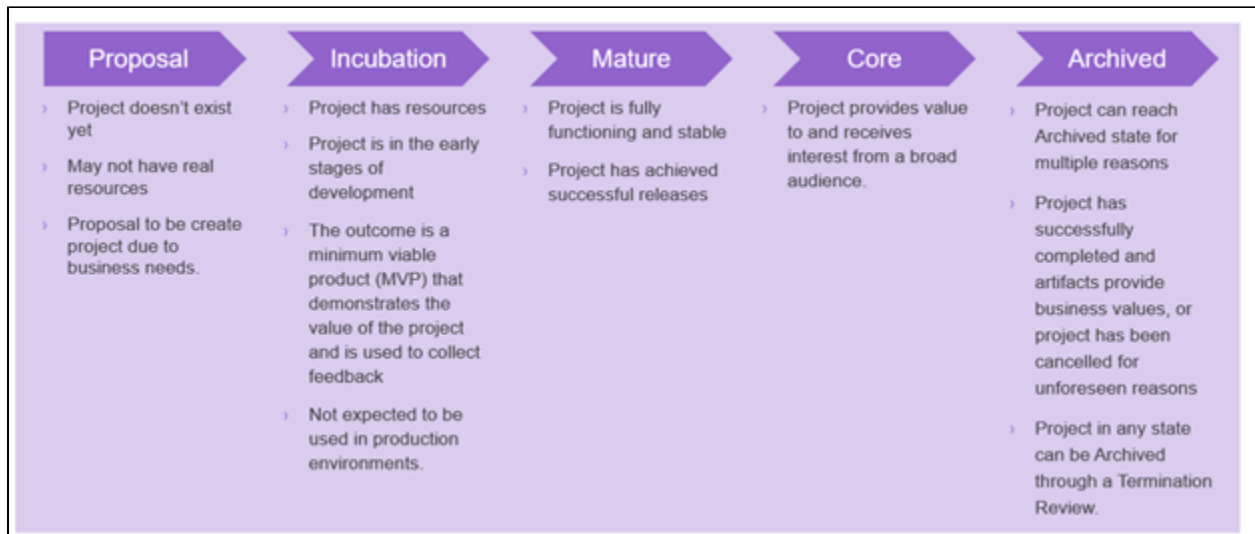 Proposal
Project doesn't exist
yet
May not have real
resources
Proposal to be create
project due to
business needs.
Incubation
Project has resources
Project is in the early
stages of
development
The outcome is a
minimum viable
product (MVP) that
demonstrates the
value of the project
and is used to collect
feedback
Not expected to be
used in production
environments.
Mature
Project is fully
functioning and stable
Project has achieved
successful releases
Core
Project provides value
to and receives
interest from a broad
audience.
Archived
Project can reach
Archived state for
multiple reasons
Project has
successfully
completed and
artifacts provide
business values, or
project has been
cancelled for
unforeseen reasons
Project in any state
can be Archived
through a Termination
Review.